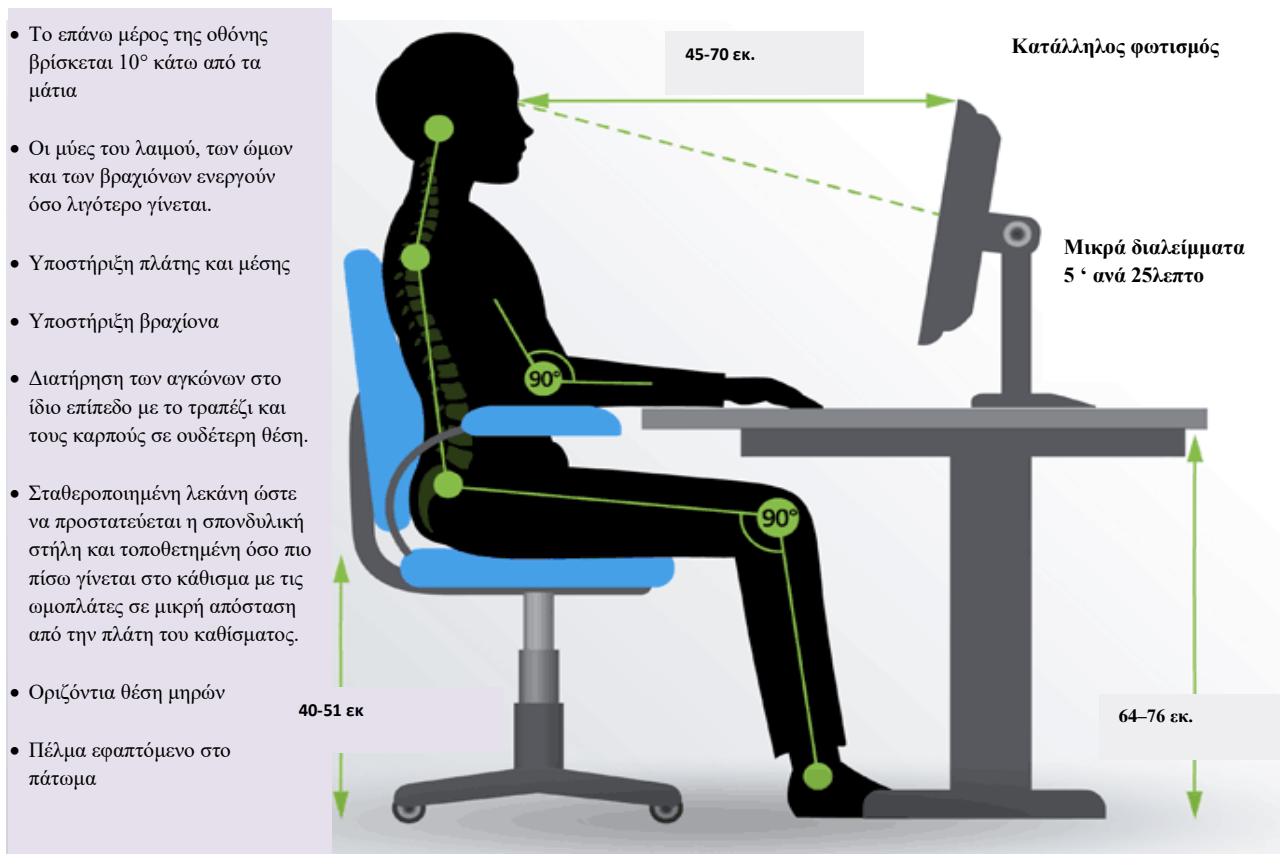 • Το επάνω μέρος της οθόνης
βρίσκεται 10° κάτω από τα
μάτια
• Οι μύες του λαιμού, των ώμων
και των βραχιόνων ενεργούν
όσο λιγότερο γίνεται.
• Υποστήριξη πλάτης και μέσης
• Υποστήριξη βραχίονα
• Διατήρηση των αγκώνων στο
ίδιο επίπεδο με το τραπέζι και
τους καρπούς σε ουδέτερη θέση.
• Σταθεροποιημένη λεκάνη ώστε
να προστατεύεται η σπονδυλική
στήλη και τοποθετημένη όσο πιο
πίσω γίνεται στο κάθισμα με τις
ωμοπλάτες σε μικρή απόσταση
από την πλάτη του καθίσματος.
• Οριζόντια θέση μηρών
• Πέλμα εφαπτόμενο στο
πάτωμα
45-70 εκ.
Κατάλληλος φωτισμός
Μικρά διαλείμματα
5 ‘ ανά 25λεπτο
90°
90°
40-51 εκ
64–76 εκ.